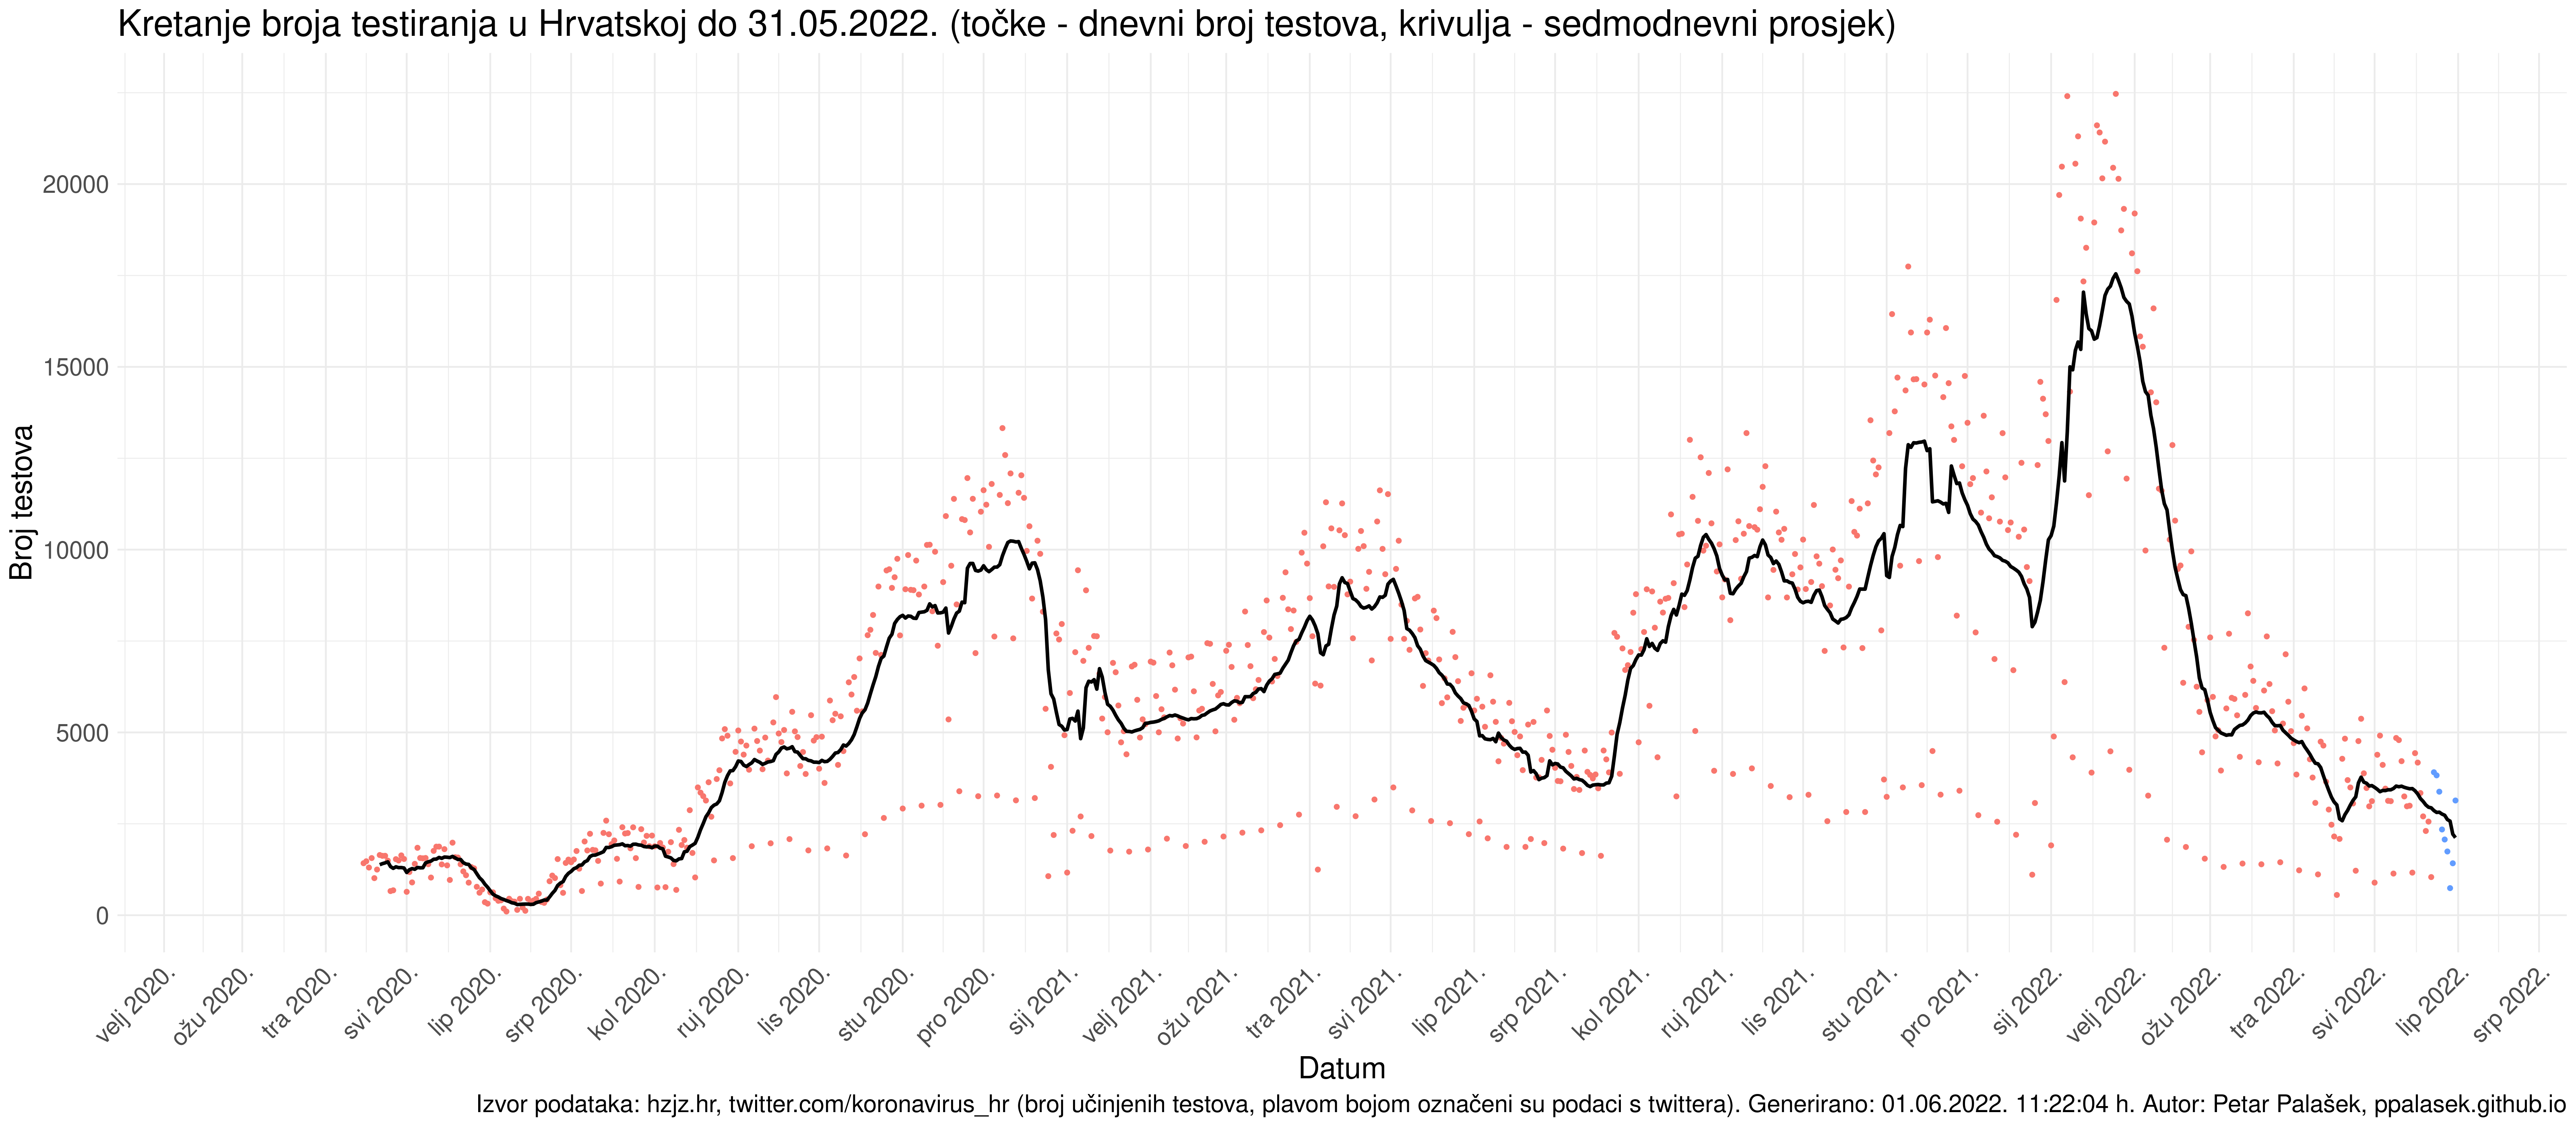 Kretanje broja testiranja u Hrvatskoj do 31.05.2022. (točke - dnevni broj testova, krivulja - sedmodnevni prosjek)
Broj testova
20000
15000
10000
5000
0
velj 2020.
ožu 2020.
tra 2020.
svi 2020.
lip 2020.
srp 2020.
kol 2020.
ruj 2020.
lis 2020.
stu 2020.
pro 2020.
sij 2021.
velj 2021.
ožu 2021.
tra 2021.
svi 2021.
lip 2021.
srp 2021.
kol 2021.
ruj 2021.
lis 2021.
stu 2021.
pro 2021.
sij 2022.
velj 2022.
ožu 2022.
tra 2022.
svi 2022.
lip 2022.
srp 2022.
Datum
Izvor podataka: hzjz.hr, twitter.com/koronavirus_hr (broj učinjenih testova, plavom bojom označeni su podaci s twittera). Generirano: 01.06.2022. 11:22:04 h. Autor: Petar Palašek, ppalasek.github.io